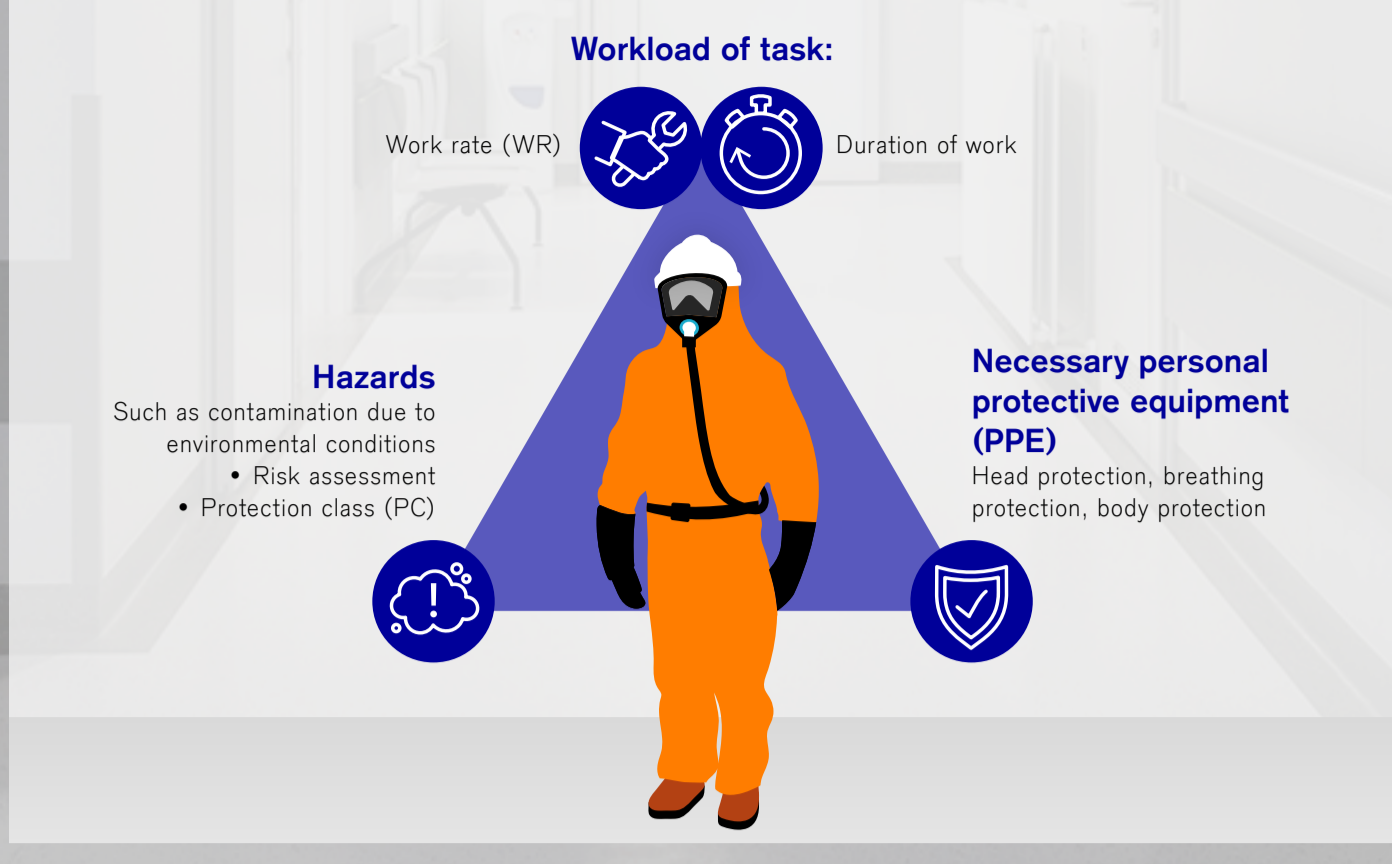 Workload of task:
Work rate (WR)
Duration of work
Hazards
Such as contamination due to
environmental conditions
• Risk assessment
• Protection class (PC)
Necessary personal
protective equipment
(PPE)
Head protection, breathing
protection, body protection